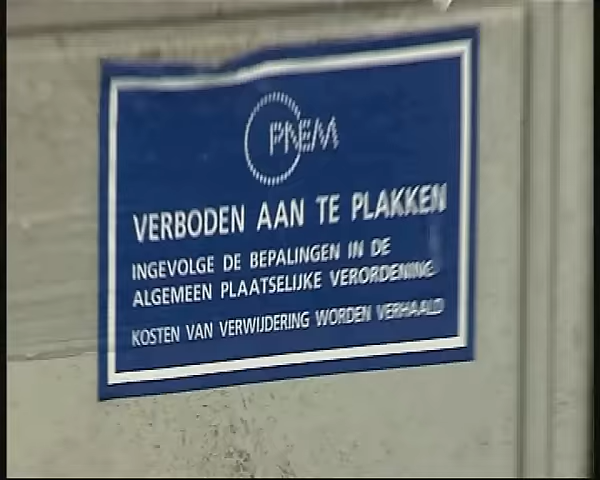 PNEM
VERBODEN AAN TE PLAKKEN
INGEVOLGE DE BEPALINGEN IN DE
ALGEMEEN PLAATSELIJKE VERORDENING
KOSTEN VAN VERWIJDERING WORDEN VERHAALD